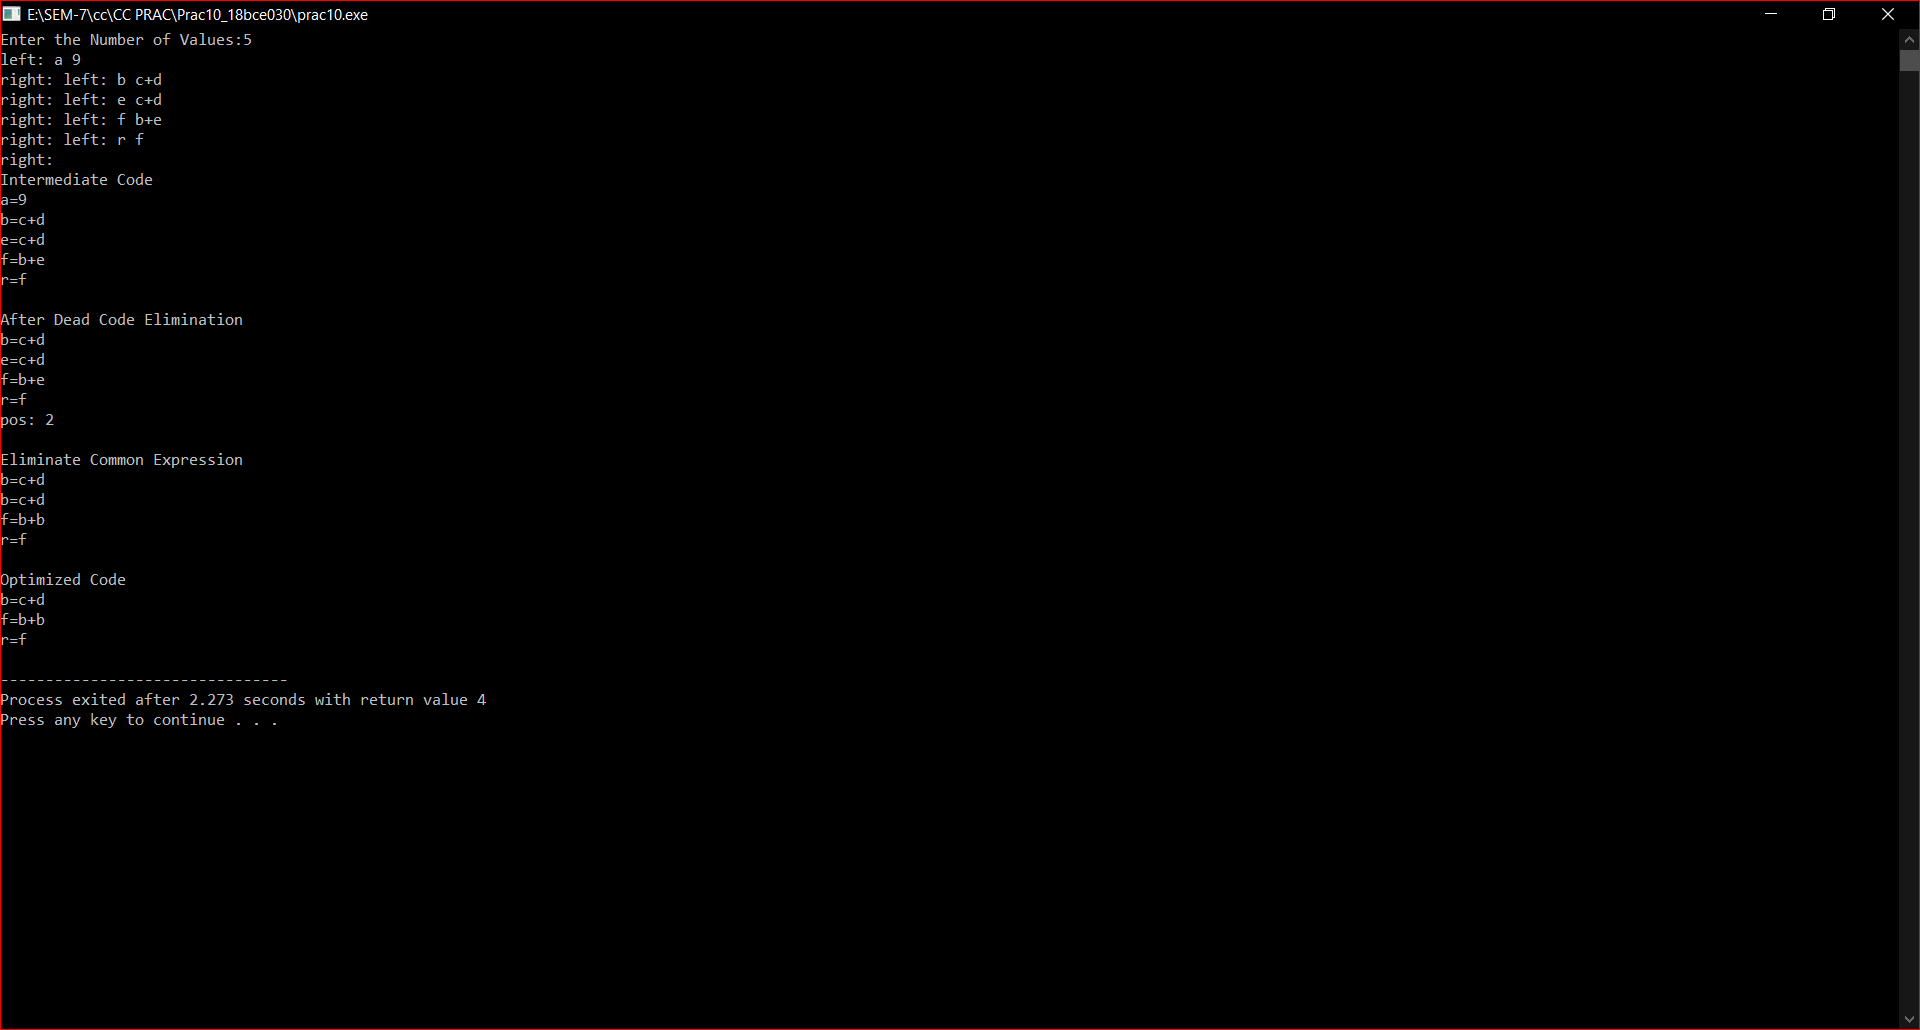 E:\SEM-7\cc\CC PRAC\Prac10_18bce030\prac10.exe
Enter the Number of Values:5
left: a 9
right: left: b c+d
right: left: e c+d
right: left: f b+e
right: left: r f
right:
Intermediate Code
a=9
b=c+d
e=c+d
f=b+e
r=f
After Dead Code Elimination
b=c+d
e=c+d
f=b+e
r=f
pos: 2
Eliminate Common Expression
b=c+d
b=c+d
f=b+b
r=f
Optimized Code
b=c+d
f=b+b
r=f
--------------------------------
Process exited after 2.273 seconds with return value 4
Press any key to continue . . .